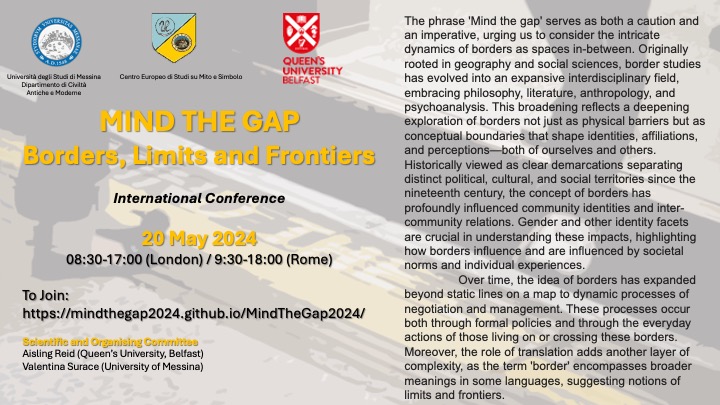 Università degli Studi di Messina
Dipartimento di Civiltà
Antiche e Moderne
Centro Europeo di Studi su Mito e Simbolo
QUEEN'S
UNIVERSITY
BELFAST
MIND THE GAP
Borders, Limits and Frontiers
International Conference
20 May 2024
08:30-17:00 (London) / 9:30-18:00 (Rome)
To Join:
https://mindthegap2024.github.io/MindTheGap2024/
Scientific and Organising Committee
Aisling Reid (Queen's University, Belfast)
Valentina Surace (University of Messina)
The phrase 'Mind the gap' serves as both a caution and
an imperative, urging us to consider the intricate
dynamics of borders as spaces in-between. Originally
rooted in geography and social sciences, border studies
has evolved into an expansive interdisciplinary field,
embracing philosophy, literature, anthropology, and
psychoanalysis. This broadening reflects a deepening
exploration of borders not just as physical barriers but as
conceptual boundaries that shape identities, affiliations,
and perceptions—both of ourselves and others.
Historically viewed as clear demarcations separating
distinct political, cultural, and social territories since the
nineteenth century, the concept of borders has
profoundly influenced community identities and inter-
community relations. Gender and other identity facets
are crucial in understanding these impacts, highlighting
how borders influence and are influenced by societal
norms and individual experiences.
Over time, the idea of borders has expanded
beyond static lines on a map to dynamic processes of
negotiation and management. These processes occur
both through formal policies and through the everyday
actions of those living on or crossing these borders.
Moreover, the role of translation adds another layer of
complexity, as the term 'border' encompasses broader
meanings in some languages, suggesting notions of
limits and frontiers.